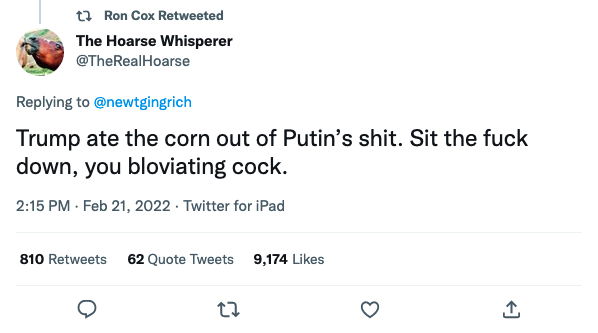 Ron Cox Retweeted
The Hoarse Whisperer
@TheRealHoarse
Replying to @newtgingrich
Trump ate the corn out of Putin’s shit. Sit the fuck
down, you bloviating cock.
2:15 PM · Feb 21, 2022 · Twitter for iPad
810 Retweets 62 Quote Tweets 9,174 Likes